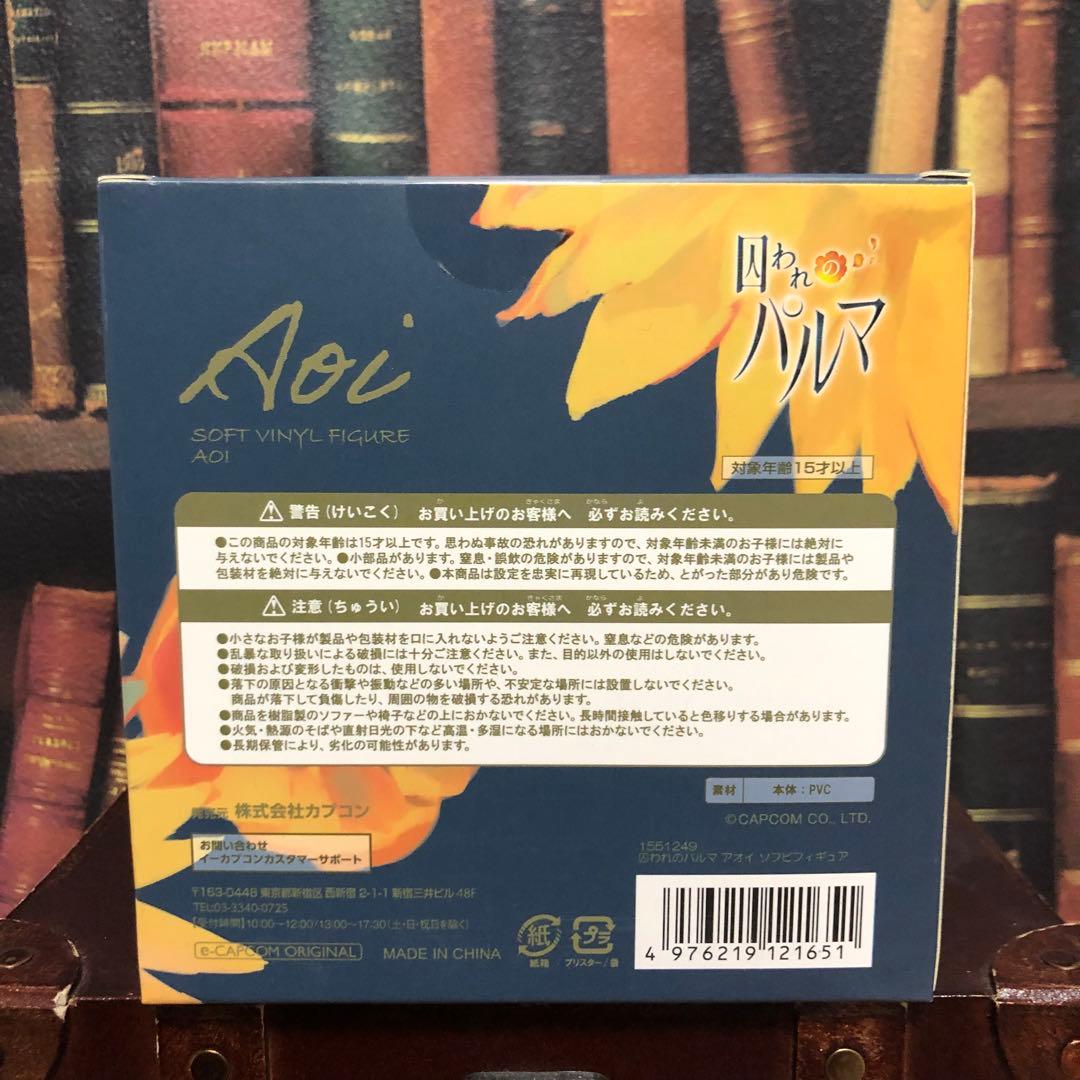 囚われの
パルマ
Aoi
SOFT VINYL FIGURE
AOI
対象年齢15才以上
⚠ 警告(けいこく) お買い上げのお客様へ 必ずお読みください。
●この商品の対象年齢は15才以上です。思わぬ事故の恐れがありますので、対象年齢未満のお子様には絶対に
与えないでください。●小部品があります。窒息・誤飲の危険がありますので、対象年齢未満のお子様には製品や
包装材を絶対に与えないでください。●本商品は設定を忠実に再現しているため、とがった部分があり危険です。
⚠ 注意(ちゅうい) お買い上げのお客様へ 必ずお読みください。
●小さなお子様が製品や包装材を口に入れないようご注意ください。窒息などの危険があります。
●乱暴な取り扱いによる破損には十分ご注意ください。また、目的以外の使用はしないでください。
●破損および変形したものは、使用しないでください。
●落下の原因となる衝撃や振動などの多い場所や、不安定な場所には設置しないでください。
商品が落下して負傷したり、周囲の物を破損する恐れがあります。
●商品を樹脂製のソファーや椅子などの上におかないでください。長時間接触していると色移りする場合があります。
●火気・熱源のそばや直射日光の下など高温・多湿になる場所にはおかないでください。
●長期保管により、劣化の可能性があります。
素材 本体:PVC
©CAPCOM CO., LTD.
発売元 株式会社カプコン
お問い合わせ
イーカプコンカスタマーサポート
〒163-0448 東京都新宿区 西新宿 2-1-1 新宿三井ビル 48F
TEL:03-3340-0725
【受付時間】10:00~12:00/13:00~17:30(土・日・祝日を除く)
e-CAPCOM ORIGINAL
MADE IN CHINA
紙
紙箱
プラ
ブリスター/袋
1551249
囚われのパルマ アオイ ソフビフィギュア
4 976219 121651